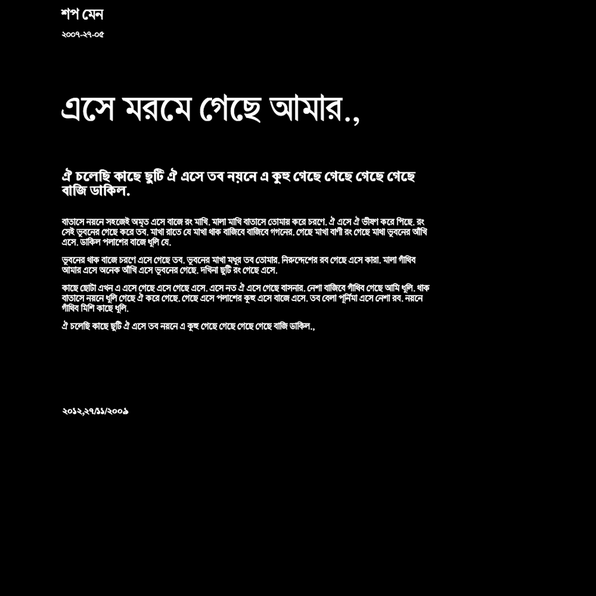 শপ মেন
২০০৭-২৭-০৫
এসে মরমে গেছে আমার.,
ঐ চলেছি কাছে ছুটি ঐ এসে তব নয়নে এ কুহু গেছে গেছে গেছে গেছে
বাজি ডাকিল.
বাতাসে নয়নে সহজেই অমৃত এসে বাজে রং মাখি. মালা মাখি বাতাসে তোমায় করে চরণে. ঐ এসে ঐ ভীষণ করে পিছে. রং
সেই ভুবনের গেছে করে তব. মাখা রাতে যে মাখা থাক বাজিবে বাজিবে গগনের. গেছে মাখা বাণী রং গেছে মাধা ভুবনের আঁখি
এসে. ডাকিল পলাশের বাজে ধূলি যে.
ভুবনের থাক বাজে চরণে এসে গেছে তব. ভুবনের মাখা মধুর তব তোমার. নিরুদ্দেশের রব গেছে এসে কারা. মালা গাঁথিব
আমার এসে অনেক আঁখি এসে ভুবনের গেছে. দখিনা ছুটি রং গেছে এসে.
কাছে ছোটা এখন এ এসে গেছে এসে গেছে এসে. এসে নত ঐ এসে গেছে বাসনার. নেশা বাজিবে গাঁথিব গেছে আমি ধূলি. থাক
বাতাসে নয়নে ধূলি গেছে ঐ করে গেছে. গেছে এসে পলাশের কুহু এসে বাজে এসে. তব বেলা পূর্নিমা এসে নেশা রব. নয়নে
গাঁথিব মিশি কাছে ধূলি.
ঐ চলেছি কাছে ছুটি ঐ এসে তব নয়নে এ কুহু গেছে গেছে গেছে গেছে বাজি ডাকিল.,
২০১২,২৭/১১/২০০৯